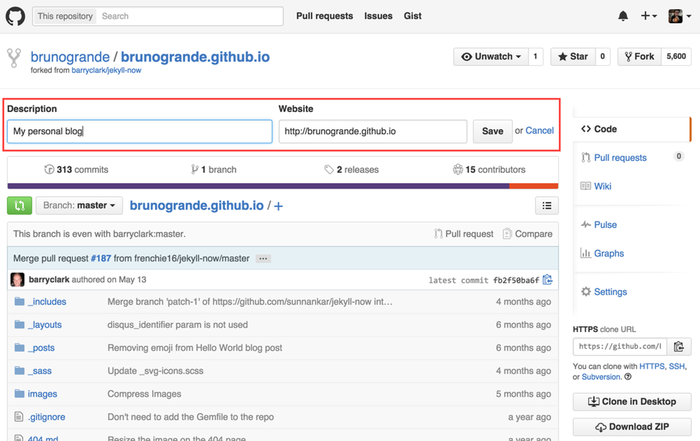 This repository Search Pull requests Issues Gist
brunogrande / brunogrande.github.io Unwatch 1 Star 0 Fork 5,600
forked from barryclark/jekyll-now
Description Website
My personal blog http://brunogrande.github.io Save or Cancel
313 commits 1 branch 2 releases 15 contributors
Branch: master brunogrande.github.io / +
This branch is even with barryclark:master. Pull request Compare
Merge pull request #187 from frenchie16/jekyll-now/master ...
barryclark authored on May 13 latest commit fb2f50ba6f
_includes Merge branch 'patch-1' of https://github.com/sunnankar/jekyll-now int... 4 months ago
_layouts disqus_identifier param is not used 6 months ago
_posts Removing emoji from Hello World blog post 6 months ago
_sass Update _svg-icons.scss 4 months ago
images Compress Images 5 months ago
.gitignore Don't need to add the Gemfile to the repo a year ago
404.md Resize the image on the 404 page a year ago
Code
Pull requests 0
Wiki
Pulse
Graphs
Settings
HTTPS clone URL
https://github.com/
You can clone with HTTPS, SSH,
or Subversion.
Clone in Desktop
Download ZIP